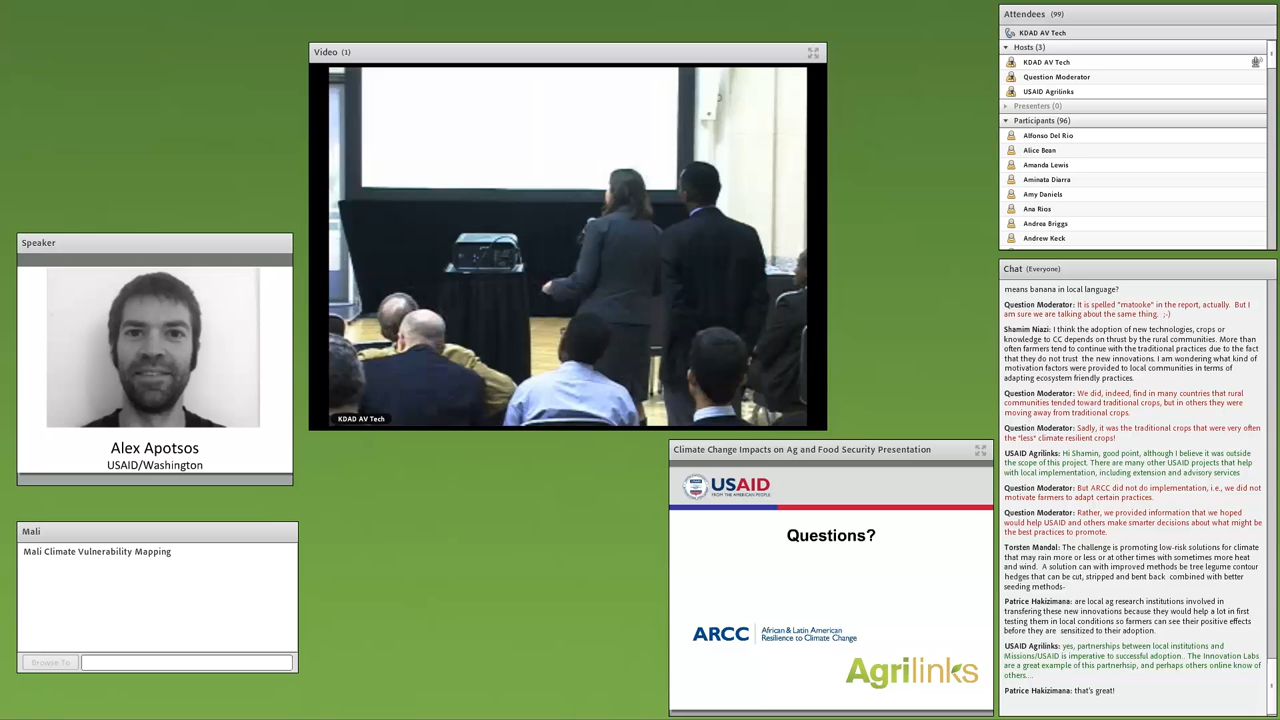 Video (1)
KDAD AV Tech
Speaker
Alex Apotsos
USAID/Washington
Mali
Mali Climate Vulnerability Mapping
Browse To
Climate Change Impacts on Ag and Food Security Presentation
USAID
FROM THE AMERICAN PEOPLE
Questions?
ARCC
African & Latin American
Resilience to Climate Change
Agrilinks
Attendees (99)
KDAD AV Tech
Hosts (3)
KDAD AV Tech
Question Moderator
USAID Agrilinks
Presenters (0)
Participants (96)
Alfonso Del Rio
Alice Bean
Amanda Lewis
Aminata Diarra
Amy Daniels
Ana Rios
Andrea Briggs
Andrew Keck
Chat (Everyone)
means banana in local language?
Question Moderator: It is spelled "matooke" in the report, actually. But I
am sure we are talking about the same thing. ;-)
Shamim Niazi: I think the adoption of new technologies, crops or
knowledge to CC depends on thrust by the rural communities. More than
often farmers tend to continue with the traditional practices due to the fact
that they do not trust the new innovations. I am wondering what kind of
motivation factors were provided to local communities in terms of
adapting ecosystem friendly practices.
Question Moderator: We did, indeed, find in many countries that rural
communities tended toward traditional crops, but in others they were
moving away from traditional crops.
Question Moderator: Sadly, it was the traditional crops that were very often
the "less" climate resilient crops!
USAID Agrilinks: Hi Shamin, good point, although I believe it was outside
the scope of this project. There are many other USAID projects that help
with local implementation, including extension and advisory services
Question Moderator: But ARCC did not do implementation, i.e., we did not
motivate farmers to adapt certain practices.
Question Moderator: Rather, we provided information that we hoped
would help USAID and others make smarter decisions about what might be
the best practices to promote.
Torsten Mandal: The challenge is promoting low-risk solutions for climate
that may rain more or less or at other times with sometimes more heat
and wind. A solution can with improved methods be tree legume contour
hedges that can be cut, stripped and bent back combined with better
seeding methods-
Patrice Hakizimana: are local ag research institutions involved in
transfering these new innovations because they would help a lot in first
testing them in local conditions so farmers can see their positive effects
before they are sensitized to their adoption.
USAID Agrilinks: yes, partnerships between local institutions and
Missions/USAID is imperative to successful adoption.. The Innovation Labs
are a great example of this partnerhsip, and perhaps others online know of
others....
Patrice Hakizimana: that's great!